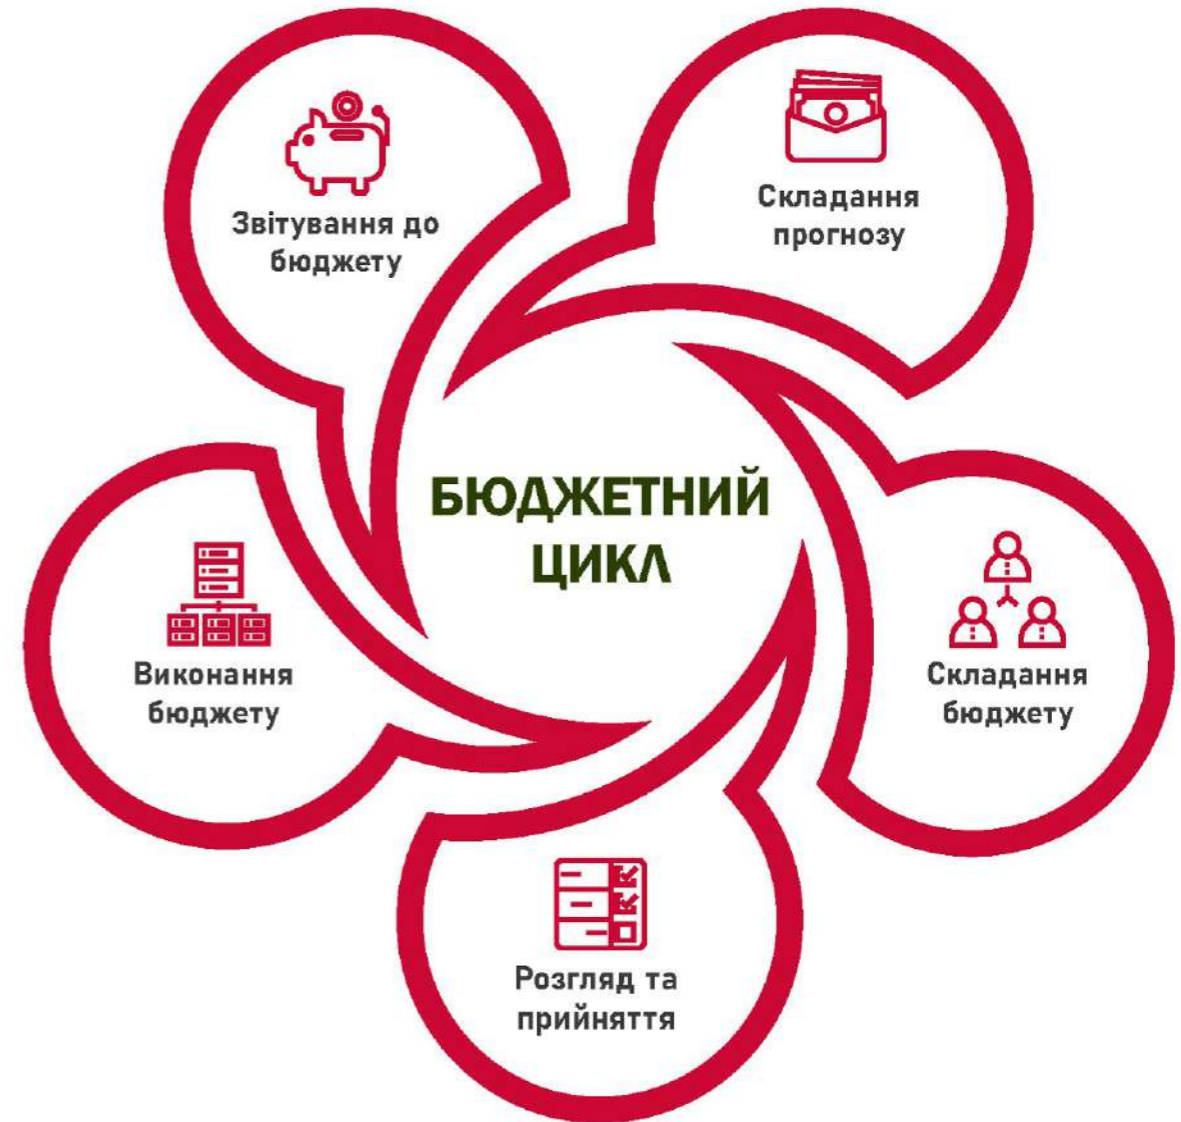 Звітування до
бюджету
Складання
прогнозу
БЮДЖЕТНИЙ
ЦИКЛ
Виконання
бюджету
Складання
бюджету
Розгляд та
прийняття